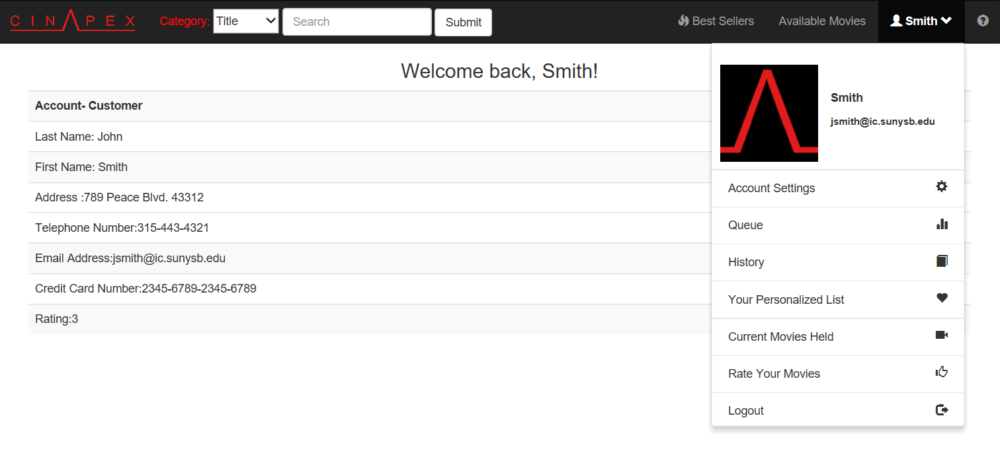 CINAPEX Category: Title Search Submit Best Sellers Available Movies Smith
Welcome back, Smith!
Account- Customer
Last Name: John
First Name: Smith
Address :789 Peace Blvd. 43312
Telephone Number:315-443-4321
Email Address:jsmith@ic.sunysb.edu
Credit Card Number:2345-6789-2345-6789
Rating:3
Smith
jsmith@ic.sunysb.edu
Account Settings
Queue
History
Your Personalized List
Current Movies Held
Rate Your Movies
Logout